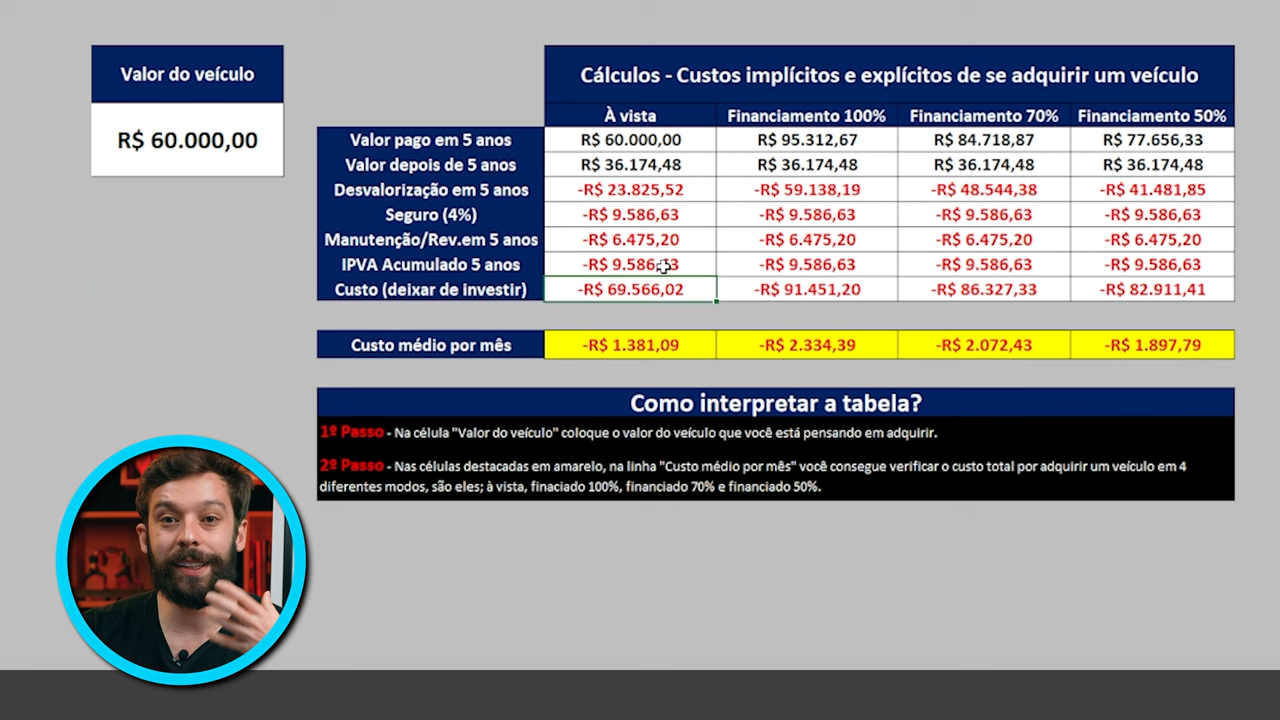 Valor do veículo
R$ 60.000,00
Cálculos - Custos implícitos e explícitos de se adquirir um veículo
À vista Financiamento 100% Financiamento 70% Financiamento 50%
Valor pago em 5 anos R$ 60.000,00 R$ 95.312,67 R$ 84.718,87 R$ 77.656,33
Valor depois de 5 anos R$ 36.174,48 R$ 36.174,48 R$ 36.174,48 R$ 36.174,48
Desvalorização em 5 anos -R$ 23.825,52 -R$ 59.138,19 -R$ 48.544,38 -R$ 41.481,85
Seguro (4%) -R$ 9.586,63 -R$ 9.586,63 -R$ 9.586,63 -R$ 9.586,63
Manutenção/Rev.em 5 anos -R$ 6.475,20 -R$ 6.475,20 -R$ 6.475,20 -R$ 6.475,20
IPVA Acumulado 5 anos -R$ 9.586,63 -R$ 9.586,63 -R$ 9.586,63 -R$ 9.586,63
Custo (deixar de investir) -R$ 69.566,02 -R$ 91.451,20 -R$ 86.327,33 -R$ 82.911,41
Custo médio por mês -R$ 1.381,09 -R$ 2.334,39 -R$ 2.072,43 -R$ 1.897,79
Como interpretar a tabela?
1º Passo - Na célula "Valor do veículo" coloque o valor do veículo que você está pensando em adquirir.
2º Passo - Nas células destacadas em amarelo, na linha "Custo médio por mês" você consegue verificar o custo total por adquirir um veículo em 4
diferentes modos, são eles; à vista, finaciado 100%, financiado 70% e financiado 50%.